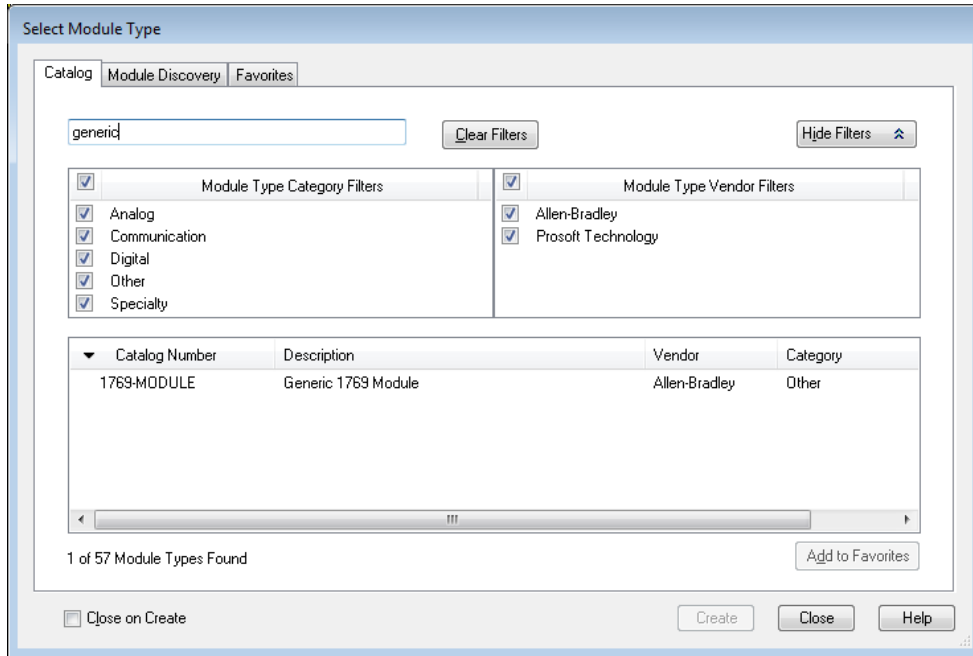 Select Module Type
Catalog Module Discovery Favorites
generic Clear Filters Hide Filters
Module Type Category Filters Module Type Vendor Filters
Analog Allen-Bradley
Communication Prosoft Technology
Digital
Other
Specialty
Catalog Number Description Vendor Category
1769-MODULE Generic 1769 Module Allen-Bradley Other
1 of 57 Module Types Found Add to Favorites
Close on Create Create Close Help